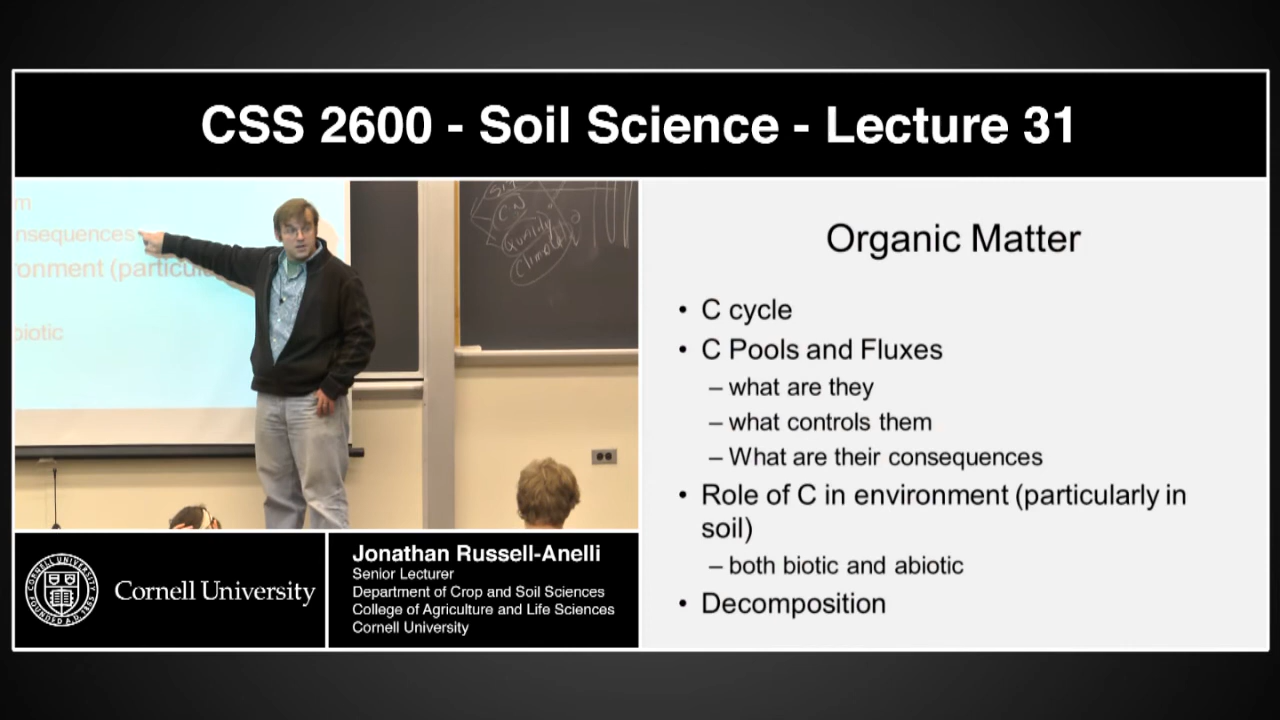 CSS 2600 - Soil Science - Lecture 31
m
nsequences
ronment (particula
biotic
C:N
Quality
Climate
Organic Matter
• C cycle
• C Pools and Fluxes
– what are they
– what controls them
– What are their consequences
• Role of C in environment (particularly in
soil)
– both biotic and abiotic
• Decomposition
Cornell University
Jonathan Russell-Anelli
Senior Lecturer
Department of Crop and Soil Sciences
College of Agriculture and Life Sciences
Cornell University